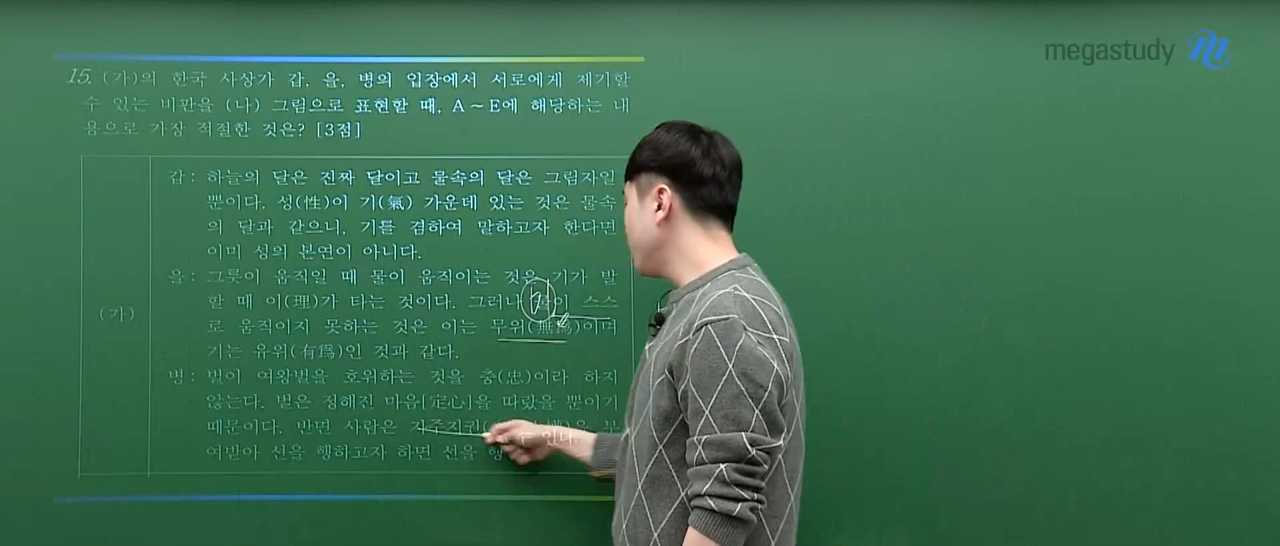 megastudy
15. (가)의 한국 사상가 갑, 을, 병의 입장에서 서로에게 제기할
수 있는 비판을 (나) 그림으로 표현할 때, A~E에 해당하는 내
용으로 가장 적절한 것은? [3점]
(가)
갑: 하늘의 달은 진짜 달이고 물속의 달은 그림자일
뿐이다. 성(性)이 기(氣) 가운데 있는 것은 물속
의 달과 같으니, 기를 겸하여 말하고자 한다면
이미 성의 본연이 아니다.
을: 그릇이 움직일 때 물이 움직이는 것은 기가 발
할 때 이(理)가 타는 것이다. 그러나 물이 스스
로 움직이지 못하는 것은 이는 무위(無爲)이며
기는 유위(有爲)인 것과 같다.
병: 벌이 여왕벌을 호위하는 것을 충(忠)이라 하지
않는다. 벌은 정해진 마음[定心]을 따랐을 뿐이기
때문이다. 반면 사람은 자주지권(은 부
여받아 선을 행하고자 하면 선을 행